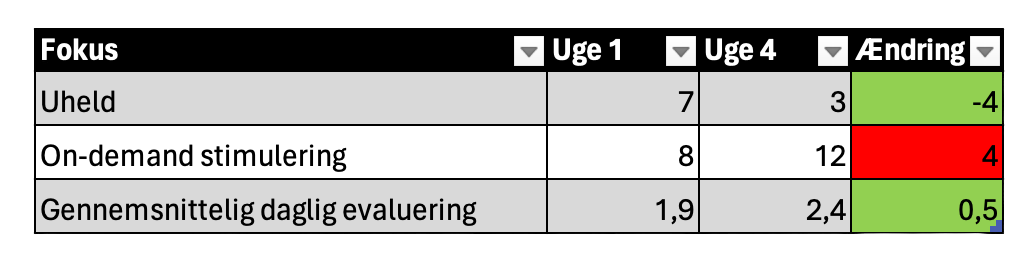 Fokus Uge 1 Uge 4 Ændring
Uheld 7 3 -4
On-demand stimulering 8 12 4
Gennemsnittelig daglig evaluering 1,9 2,4 0,5